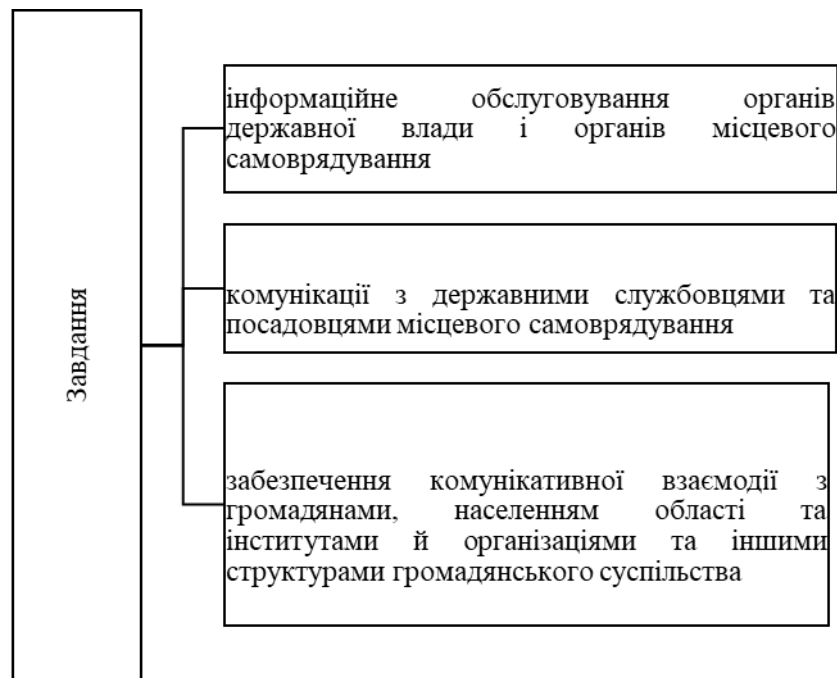 Завдання
інформаційне обслуговування органів
державної влади і органів місцевого
самоврядування
комунікації з державними службовцями та
посадовцями місцевого самоврядування
забезпечення комунікативної взаємодії з
громадянами, населенням області та
інститутами й організаціями та іншими
структурами громадянського суспільства